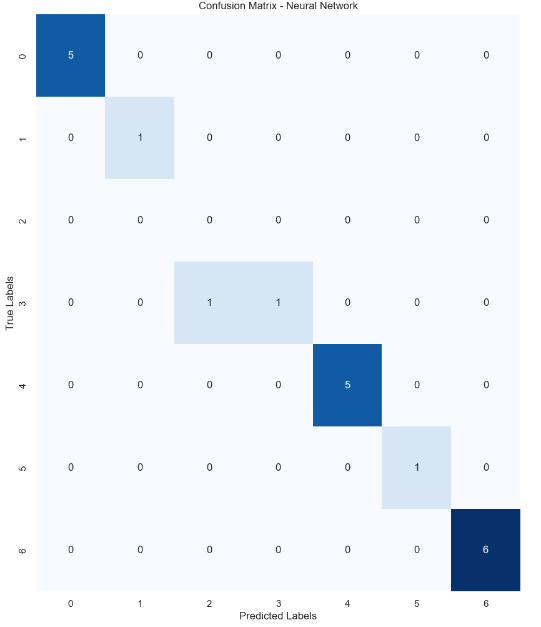 Confusion Matrix - Neural Network
True Labels
0 5 0 0 0 0 0 0
1 0 1 0 0 0 0 0
2 0 0 0 0 0 0 0
3 0 0 1 1 0 0 0
4 0 0 0 0 5 0 0
5 0 0 0 0 0 1 0
6 0 0 0 0 0 0 6
0 1 2 3 4 5 6
Predicted Labels